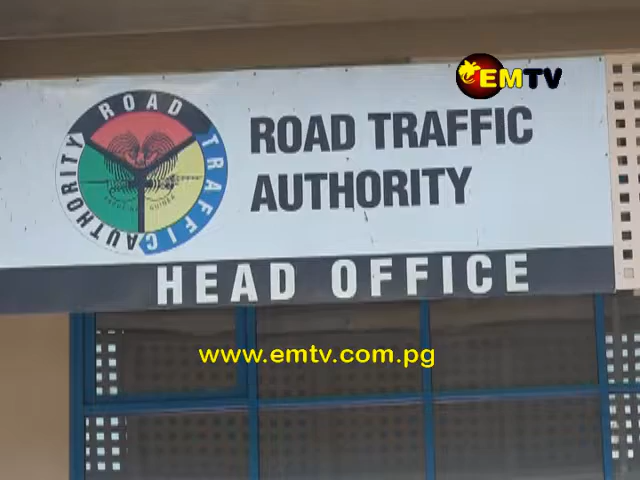 EMTV
ROAD TRAFFIC AUTHORITY
ROAD TRAFFIC
AUTHORITY
HEAD OFFICE
www.emtv.com.pg